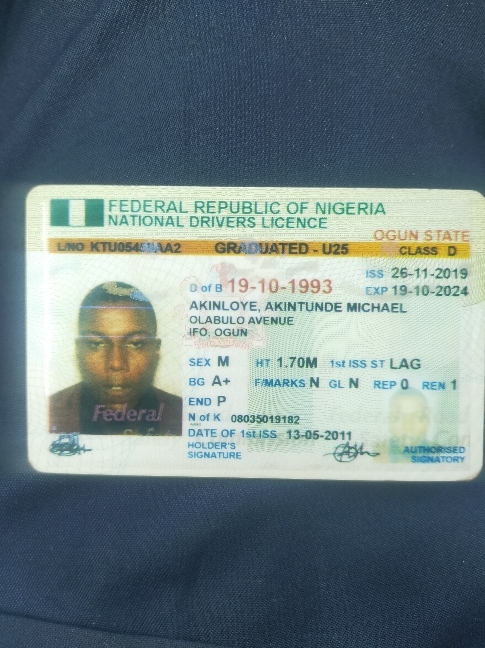 FEDERAL REPUBLIC OF NIGERIA
NATIONAL DRIVERS LICENCE
OGUN STATE
L/NO GRADUATED - U25 CLASS D
ISS 26-11-2019
D of B 19-10-1993
EXP 19-10-2024
AKINLOYE, AKINTUNDE MICHAEL
OLABULO AVENUE
IFO, OGUN
SEX M HT 1.70M 1st ISS ST LAG
BG A+ F/MARKS N GL N REP 0 REN 1
END P
Federal
N of K 08035019182
DATE OF 1st ISS 13-05-2011
HOLDER'S
SIGNATURE
AUTHORISED
SIGNATORY